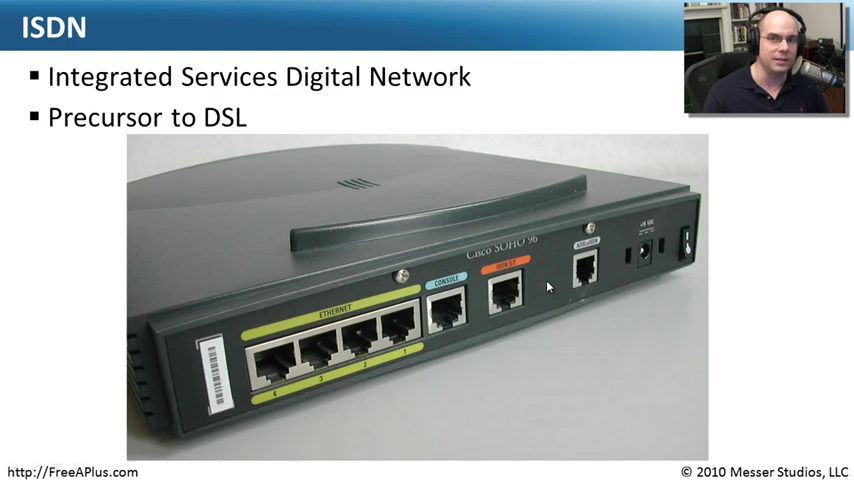 ISDN
▪ Integrated Services Digital Network
▪ Precursor to DSL
Cisco SOHO 96
ETHERNET
CONSOLE
ISDN S/T
4 3 2 1
http://FreeAPlus.com
© 2010 Messer Studios, LLC